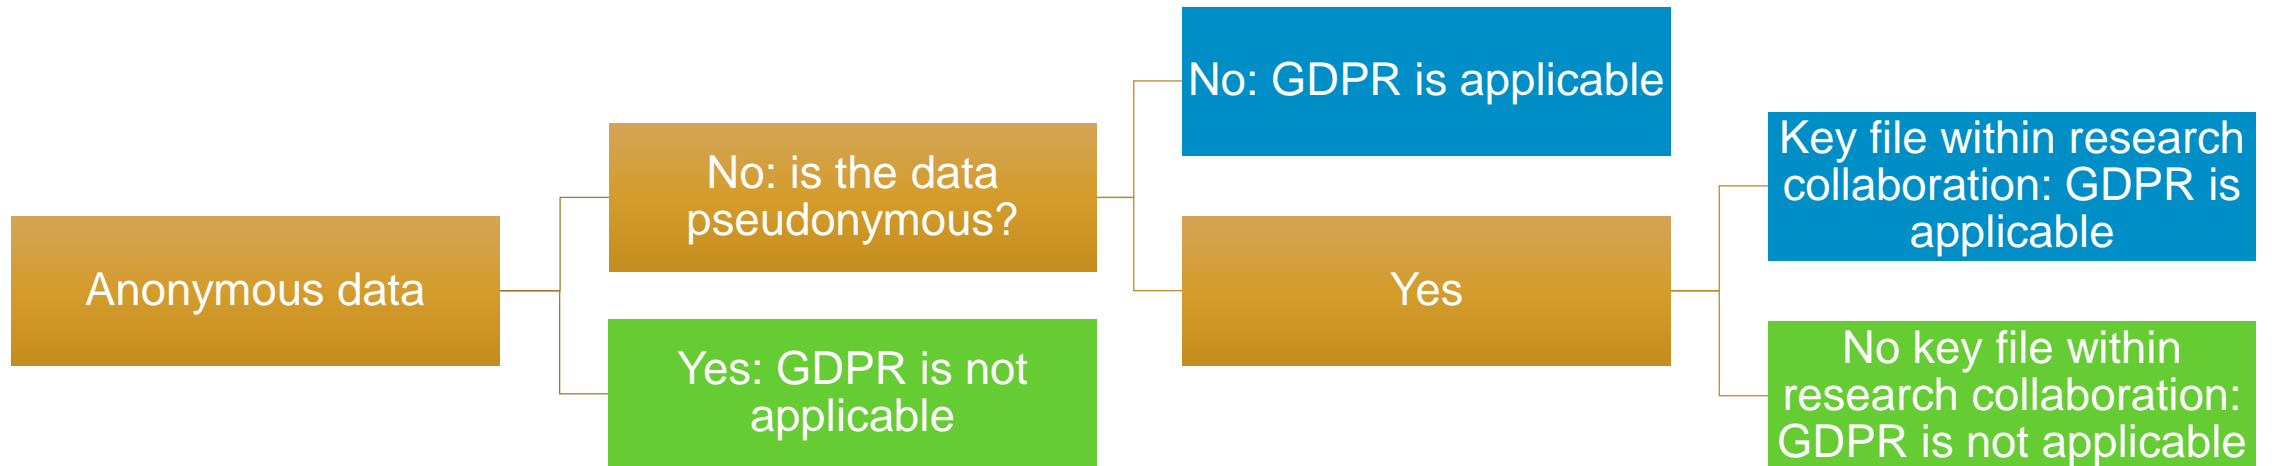 Anonymous data
No: is the data
pseudonymous?
Yes: GDPR is not
applicable
No: GDPR is applicable
Yes
Key file within research
collaboration: GDPR is
applicable
No key file within
research collaboration:
GDPR is not applicable